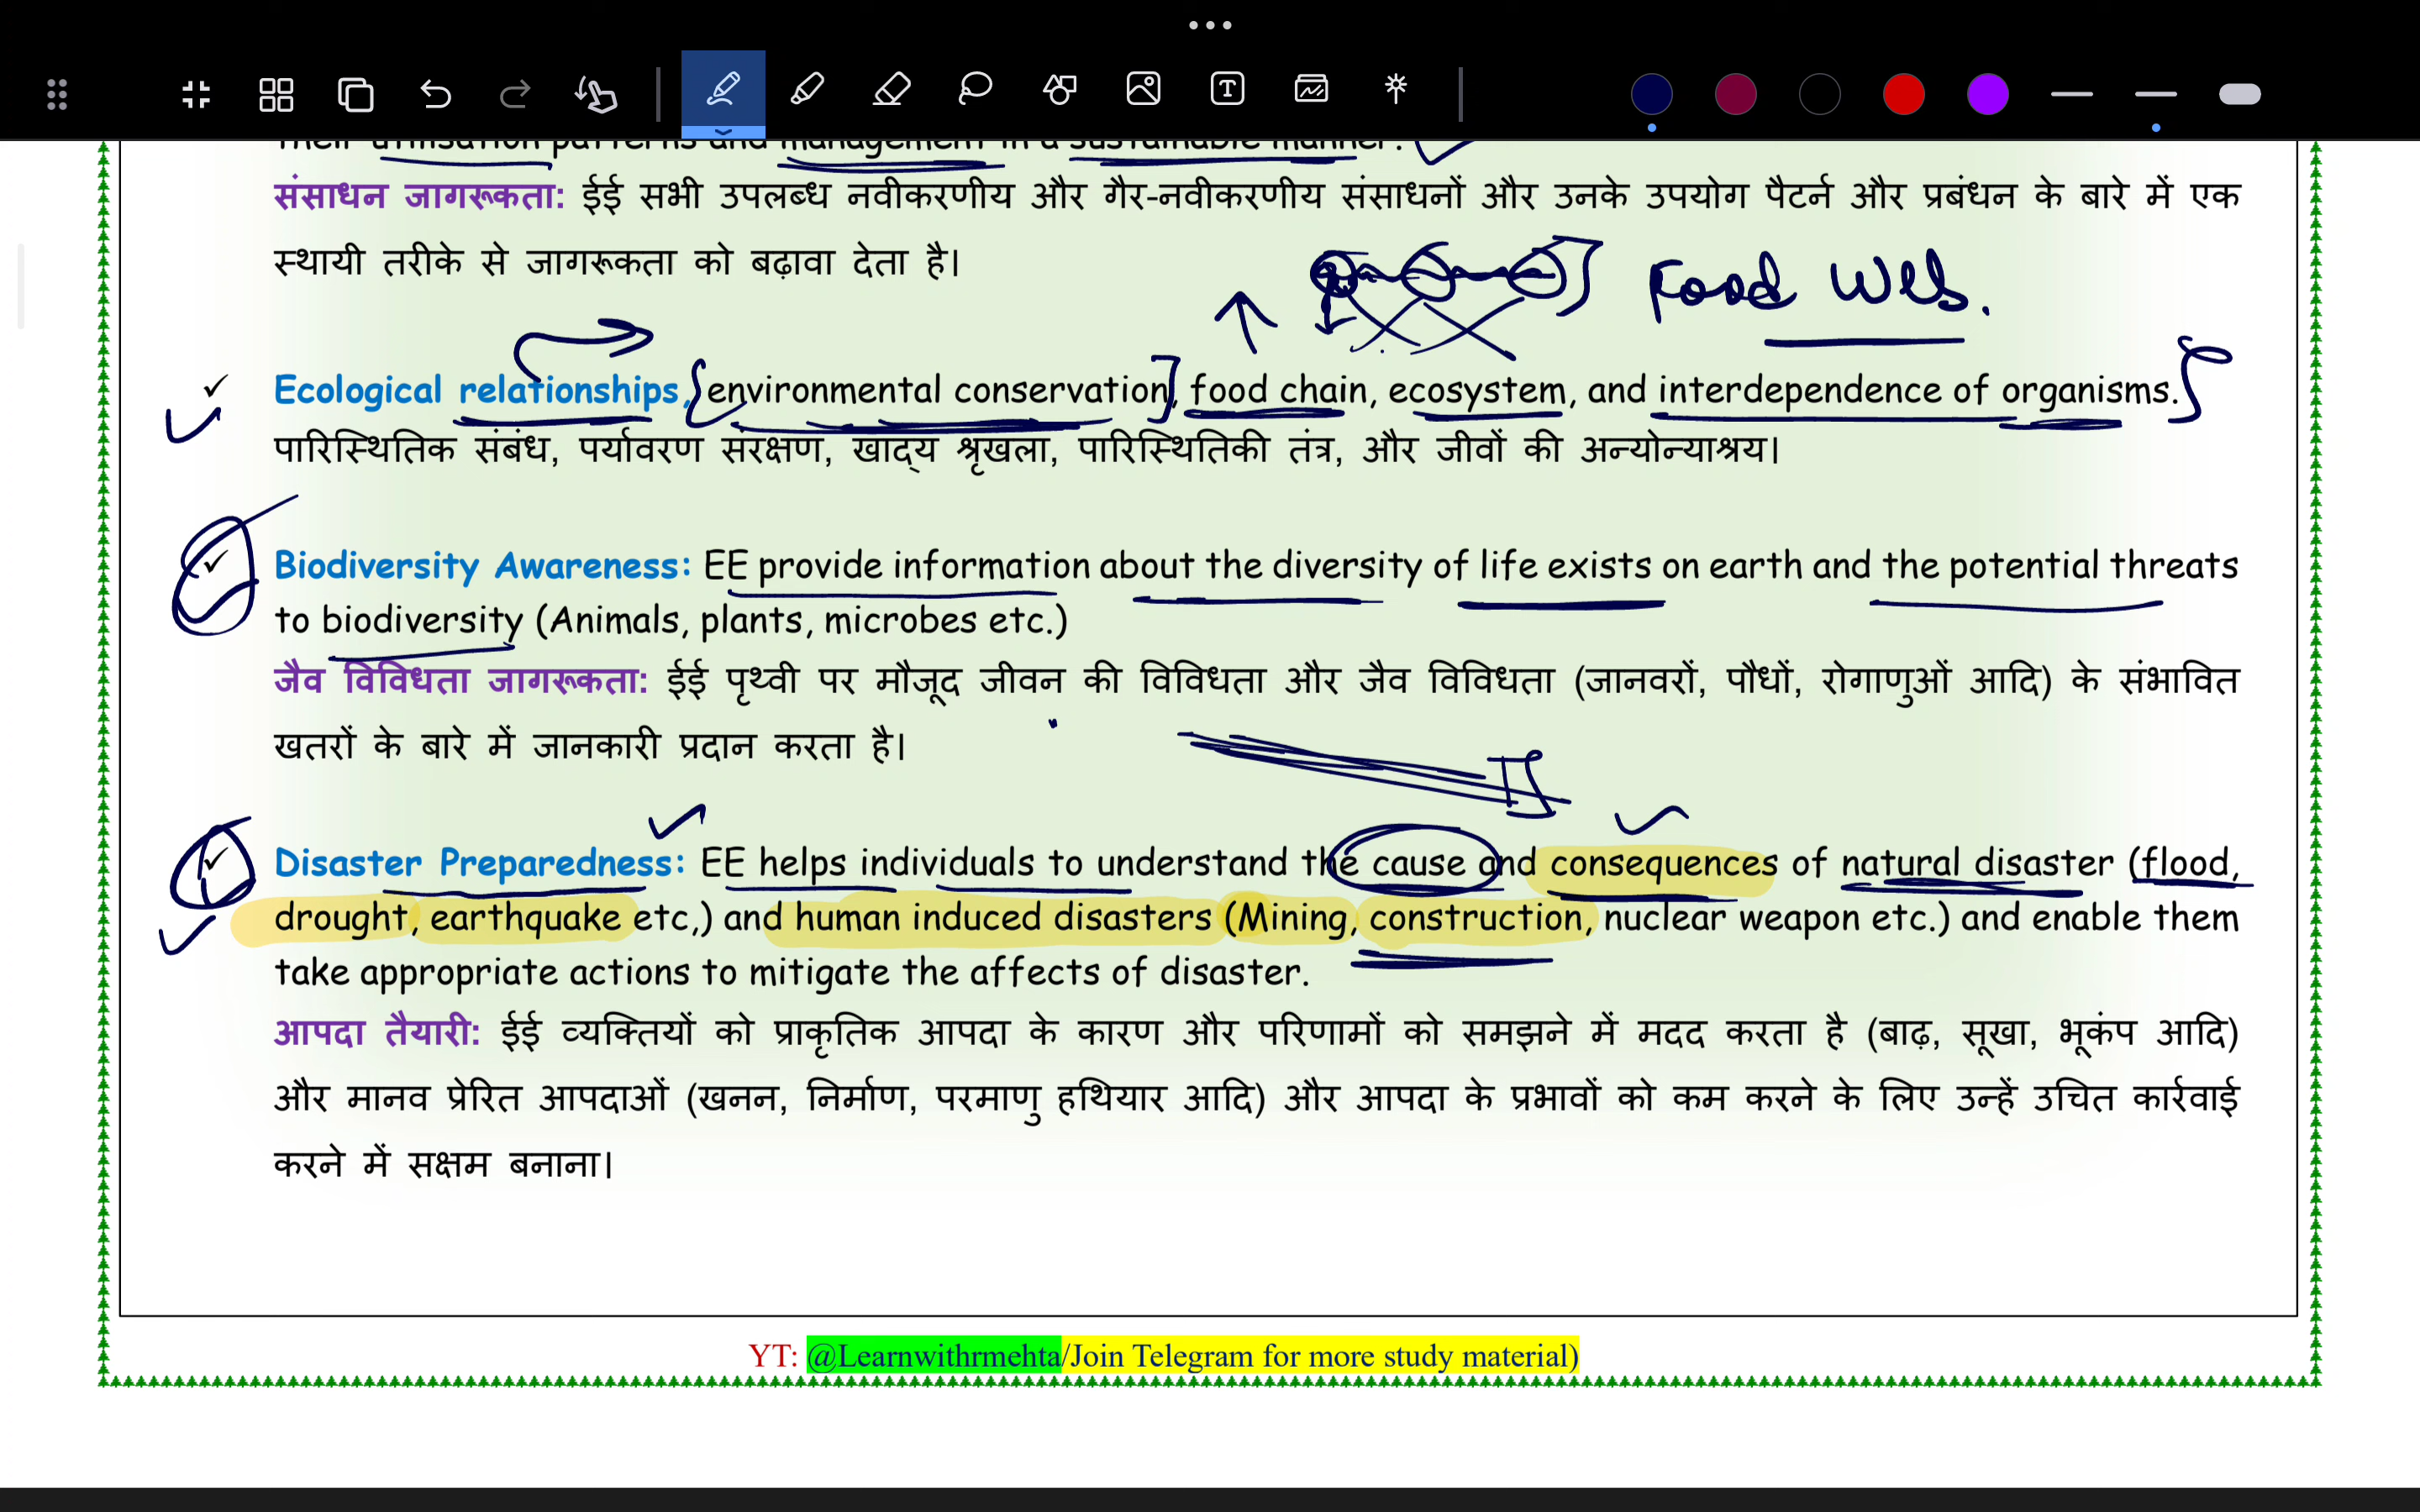 Their utilisation patterns and management in a sustainable manner.
संसाधन जागरूकता: ईई सभी उपलब्ध नवीकरणीय और गैर-नवीकरणीय संसाधनों और उनके उपयोग पैटर्न और प्रबंधन के बारे में एक
स्थायी तरीके से जागरूकता को बढ़ावा देता है।
Food Web.
Ecological relationships, environmental conservation, food chain, ecosystem, and interdependence of organisms.
पारिस्थितिक संबंध, पर्यावरण संरक्षण, खाद्य श्रृखला, पारिस्थितिकी तंत्र, और जीवों की अन्योन्याश्रय।
Biodiversity Awareness: EE provide information about the diversity of life exists on earth and the potential threats
to biodiversity (Animals, plants, microbes etc.)
जैव विविधता जागरूकता: ईई पृथ्वी पर मौजूद जीवन की विविधता और जैव विविधता (जानवरों, पौधों, रोगाणुओं आदि) के संभावित
खतरों के बारे में जानकारी प्रदान करता है।
Disaster Preparedness: EE helps individuals to understand the cause and consequences of natural disaster (flood,
drought, earthquake etc,) and human induced disasters (Mining, construction, nuclear weapon etc.) and enable them
take appropriate actions to mitigate the affects of disaster.
आपदा तैयारी: ईई व्यक्तियों को प्राकृतिक आपदा के कारण और परिणामों को समझने में मदद करता है (बाढ़, सूखा, भूकंप आदि)
और मानव प्रेरित आपदाओं (खनन, निर्माण, परमाणु हथियार आदि) और आपदा के प्रभावों को कम करने के लिए उन्हें उचित कार्रवाई
करने में सक्षम बनाना।
YT: @Learnwithrmehta/Join Telegram for more study material)